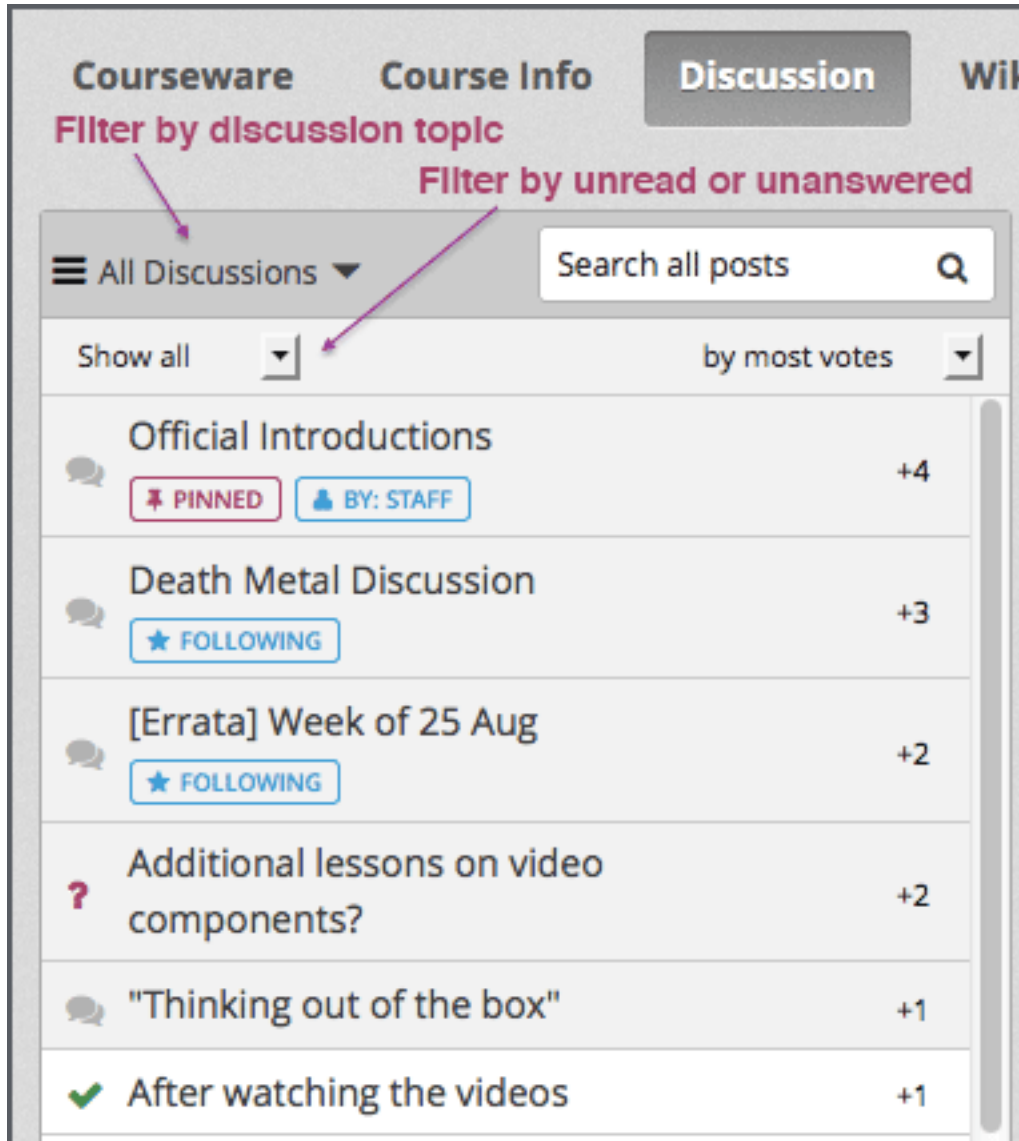 Courseware Course Info Discussion Wik
Filter by discussion topic
Filter by unread or unanswered
All Discussions Search all posts
Show all by most votes
Official Introductions
+4
PINNED BY: STAFF
Death Metal Discussion
+3
FOLLOWING
[Errata] Week of 25 Aug
+2
FOLLOWING
Additional lessons on video
? +2
components?
"Thinking out of the box" +1
After watching the videos +1